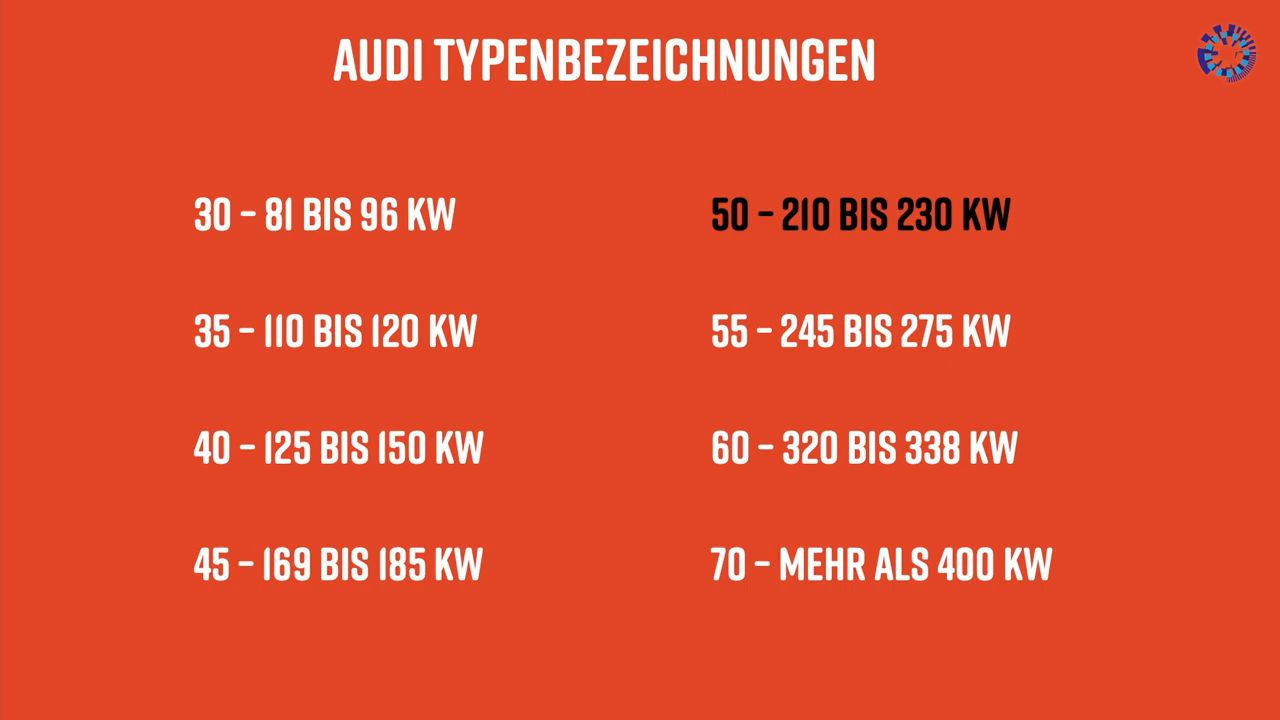 AUDI TYPENBEZEICHNUNGEN
30 – 81 BIS 96 KW
35 – 110 BIS 120 KW
40 – 125 BIS 150 KW
45 – 169 BIS 185 KW
50 – 210 BIS 230 KW
55 – 245 BIS 275 KW
60 – 320 BIS 338 KW
70 – MEHR ALS 400 KW